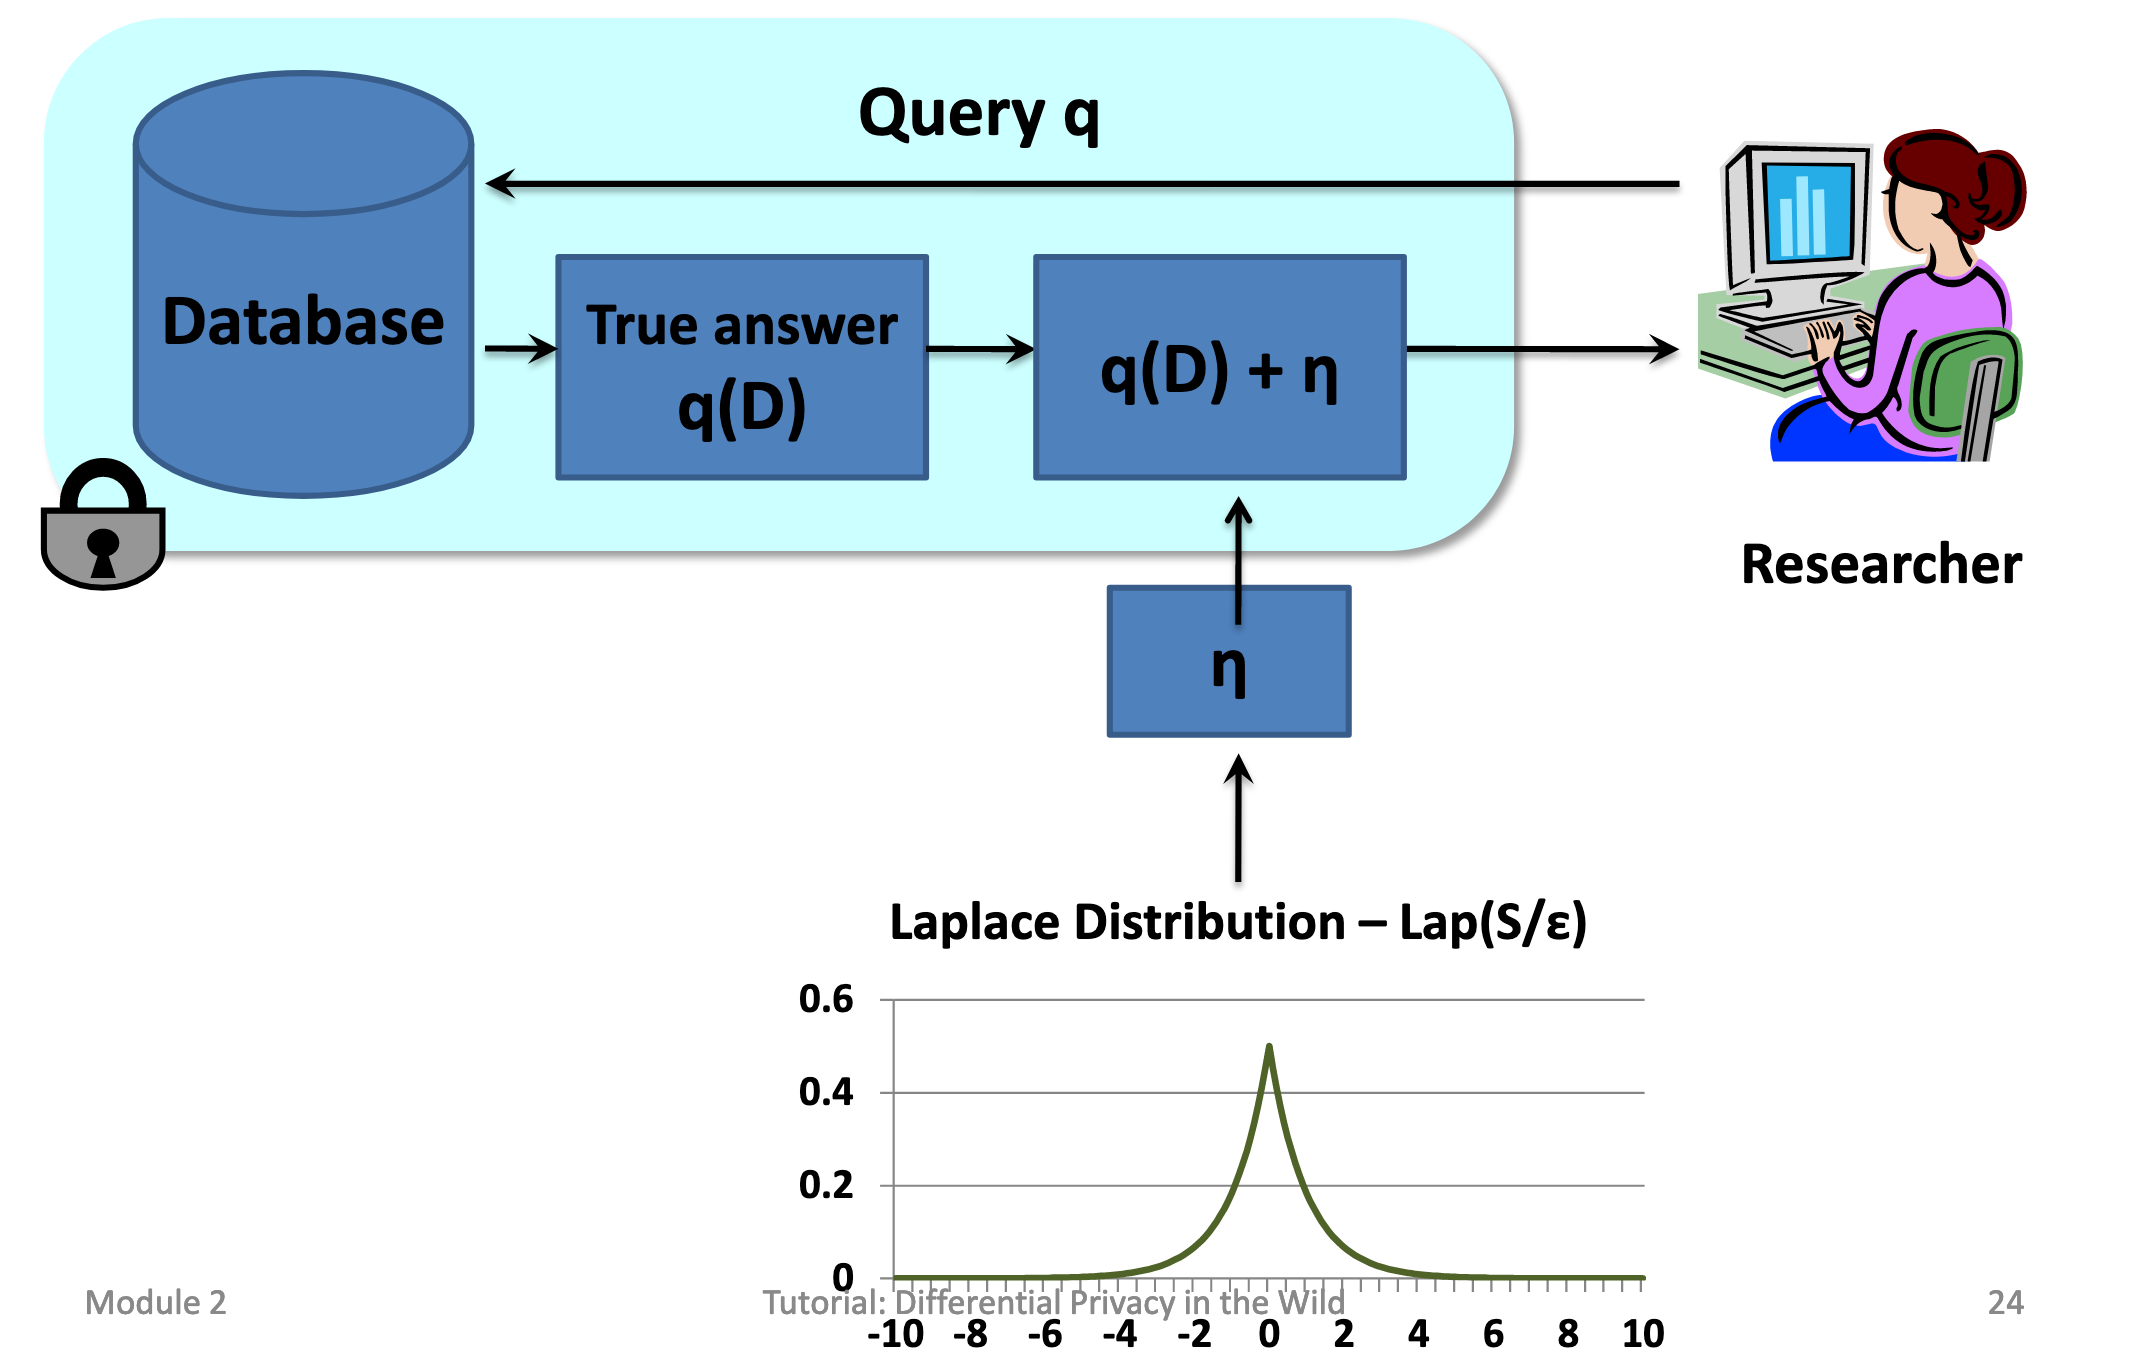 Query q
Database
True answer
q(D)
q(D) + η
Researcher
η
Laplace Distribution – Lap(S/ε)
0.6
0.4
0.2
0
-10 -8 -6 -4 -2 0 2 4 6 8 10
Module 2
Tutorial: Differential Privacy in the Wild
24